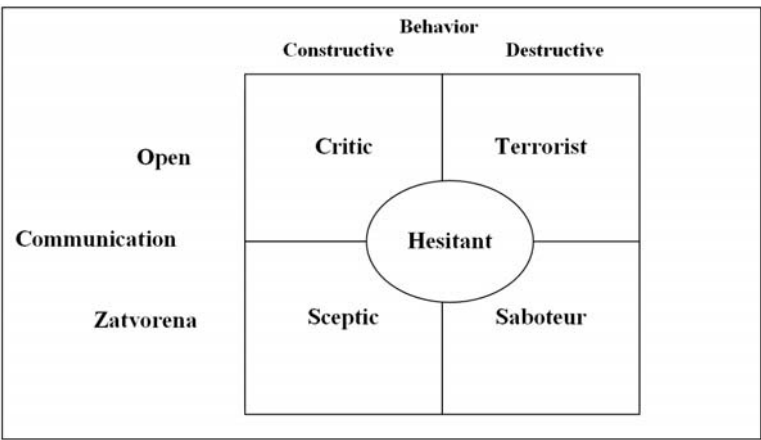 Behavior
Constructive Destructive
Critic Terrorist
Open
Communication Hesitant
Zatvorena Sceptic Saboteur